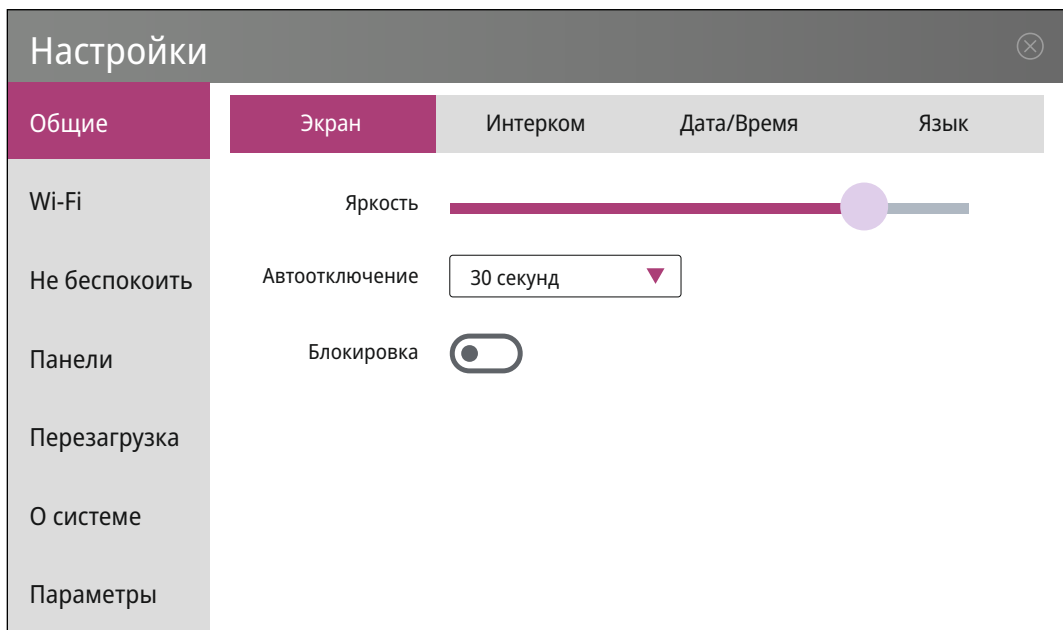 Настройки
Общие
Экран
Интерком
Дата/Время
Язык
Wi-Fi
Яркость
Не беспокоить
Автоотключение
30 секунд
Панели
Блокировка
Перезагрузка
О системе
Параметры